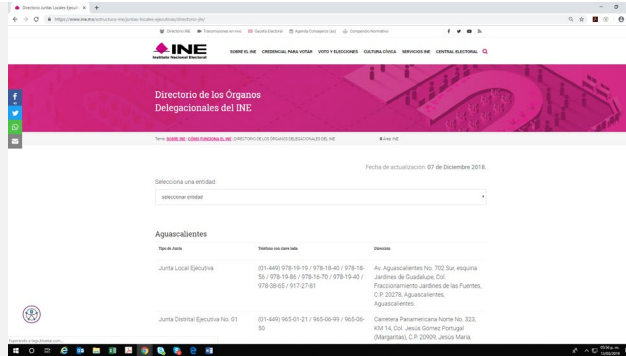 Directorio Juntas Locales Ejecuti
https://www.ine.mx/estructura-ine/juntas-locales-ejecutivas/directorio-jle/
Directorio INE Transmisiones en vivo Escala Electoral Agenda Consejeros (as) Compendio Normativo
INE
Instituto Nacional Electoral
SOBRE EL INE CREDENCIAL PARA VOTAR VOTO Y ELECCIONES CULTURA CÍVICA SERVICIOS INE CENTRAL ELECTORAL
Directorio de los Órganos
Delegacionales del INE
Tema: SOBRE INE CÓMO FUNCIONA EL INE DIRECTORIO DE LOS ÓRGANOS DELEGACIONALES DEL INE Área: INE
Fecha de actualización: 07 de Diciembre 2018.
Selecciona una entidad:
seleccionar entidad
Aguascalientes
Tipo de Junta Teléfono con clave lada Dirección
Junta Local Ejecutiva (01-449) 978-19-19 / 978-18-40 / 978-18- Av. Aguascalientes No. 702 Sur, esquina
56 / 978-19-86 / 978-16-70 / 978-19-40 / Jardines de Guadalupe, Col.
978-38-65 / 917-27-81 Fraccionamiento Jardines de las Fuentes,
C.P. 20278, Aguascalientes,
Aguascalientes.
Junta Distrital Ejecutiva No. 01 (01-449) 965-01-21 / 965-06-99 / 965-06- Carretera Panamericana Norte No. 323,
50 KM 14, Col. Jesús Gómez Portugal
(Margaritas), C.P. 20909, Jesús María,